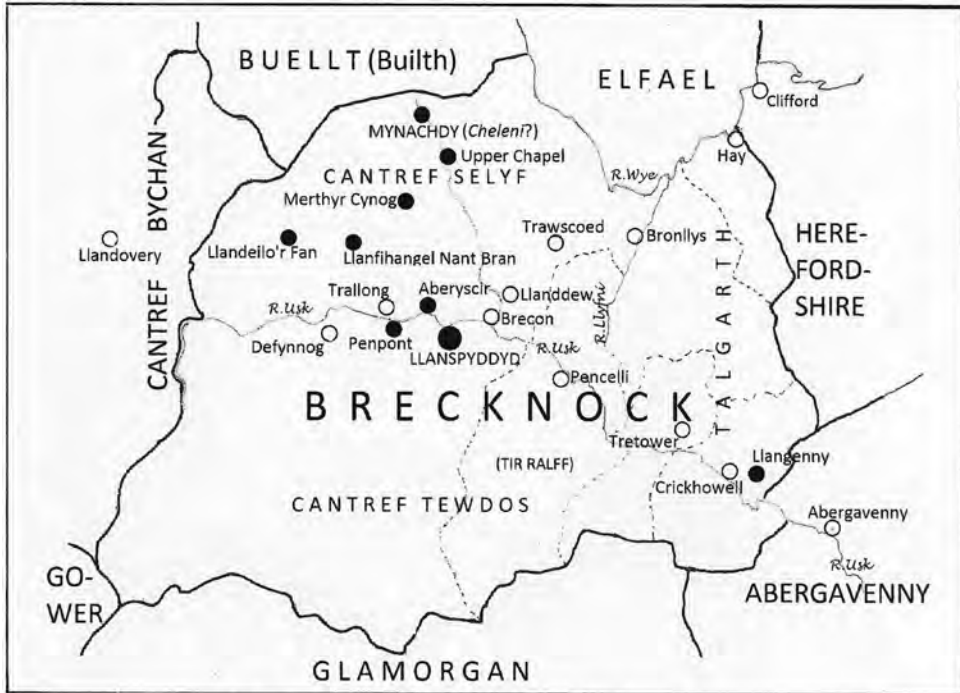 BUELLT (Builth)
ELFAEL
Clifford
MYNACHDY (Cheleni?)
Hay
Upper Chapel
CANTREF SELYF
R.Wye
Merthyr Cynog
CANTREF BYCHAN
Llandovery
Llandeilo'r Fan
Llanfihangel Nant Bran
Trawscoed
Bronllys
HERE-
FORD-
SHIRE
TALGARTH
Trallong
Aberyscir
Llanddew
R.Llyfni
R.Usk
Brecon
Defynnog
Penpont
LLANSPYDDYD
R.Usk
Pencelli
BRECKNOCK
Tretower
(TIR RALFF)
Llangenny
Crickhowell
CANTREF TEWDOS
Abergavenny
R.Usk
GO-
WER
ABERGAVENNY
GLAMORGAN